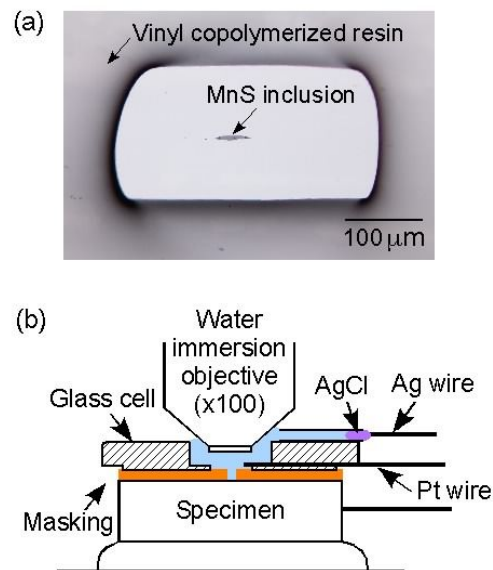 (a)
Vinyl copolymerized resin
MnS inclusion
100 μm
(b)
Water
immersion
objective
(x100)
AgCl
Ag wire
Glass cell
Pt wire
Masking
Specimen